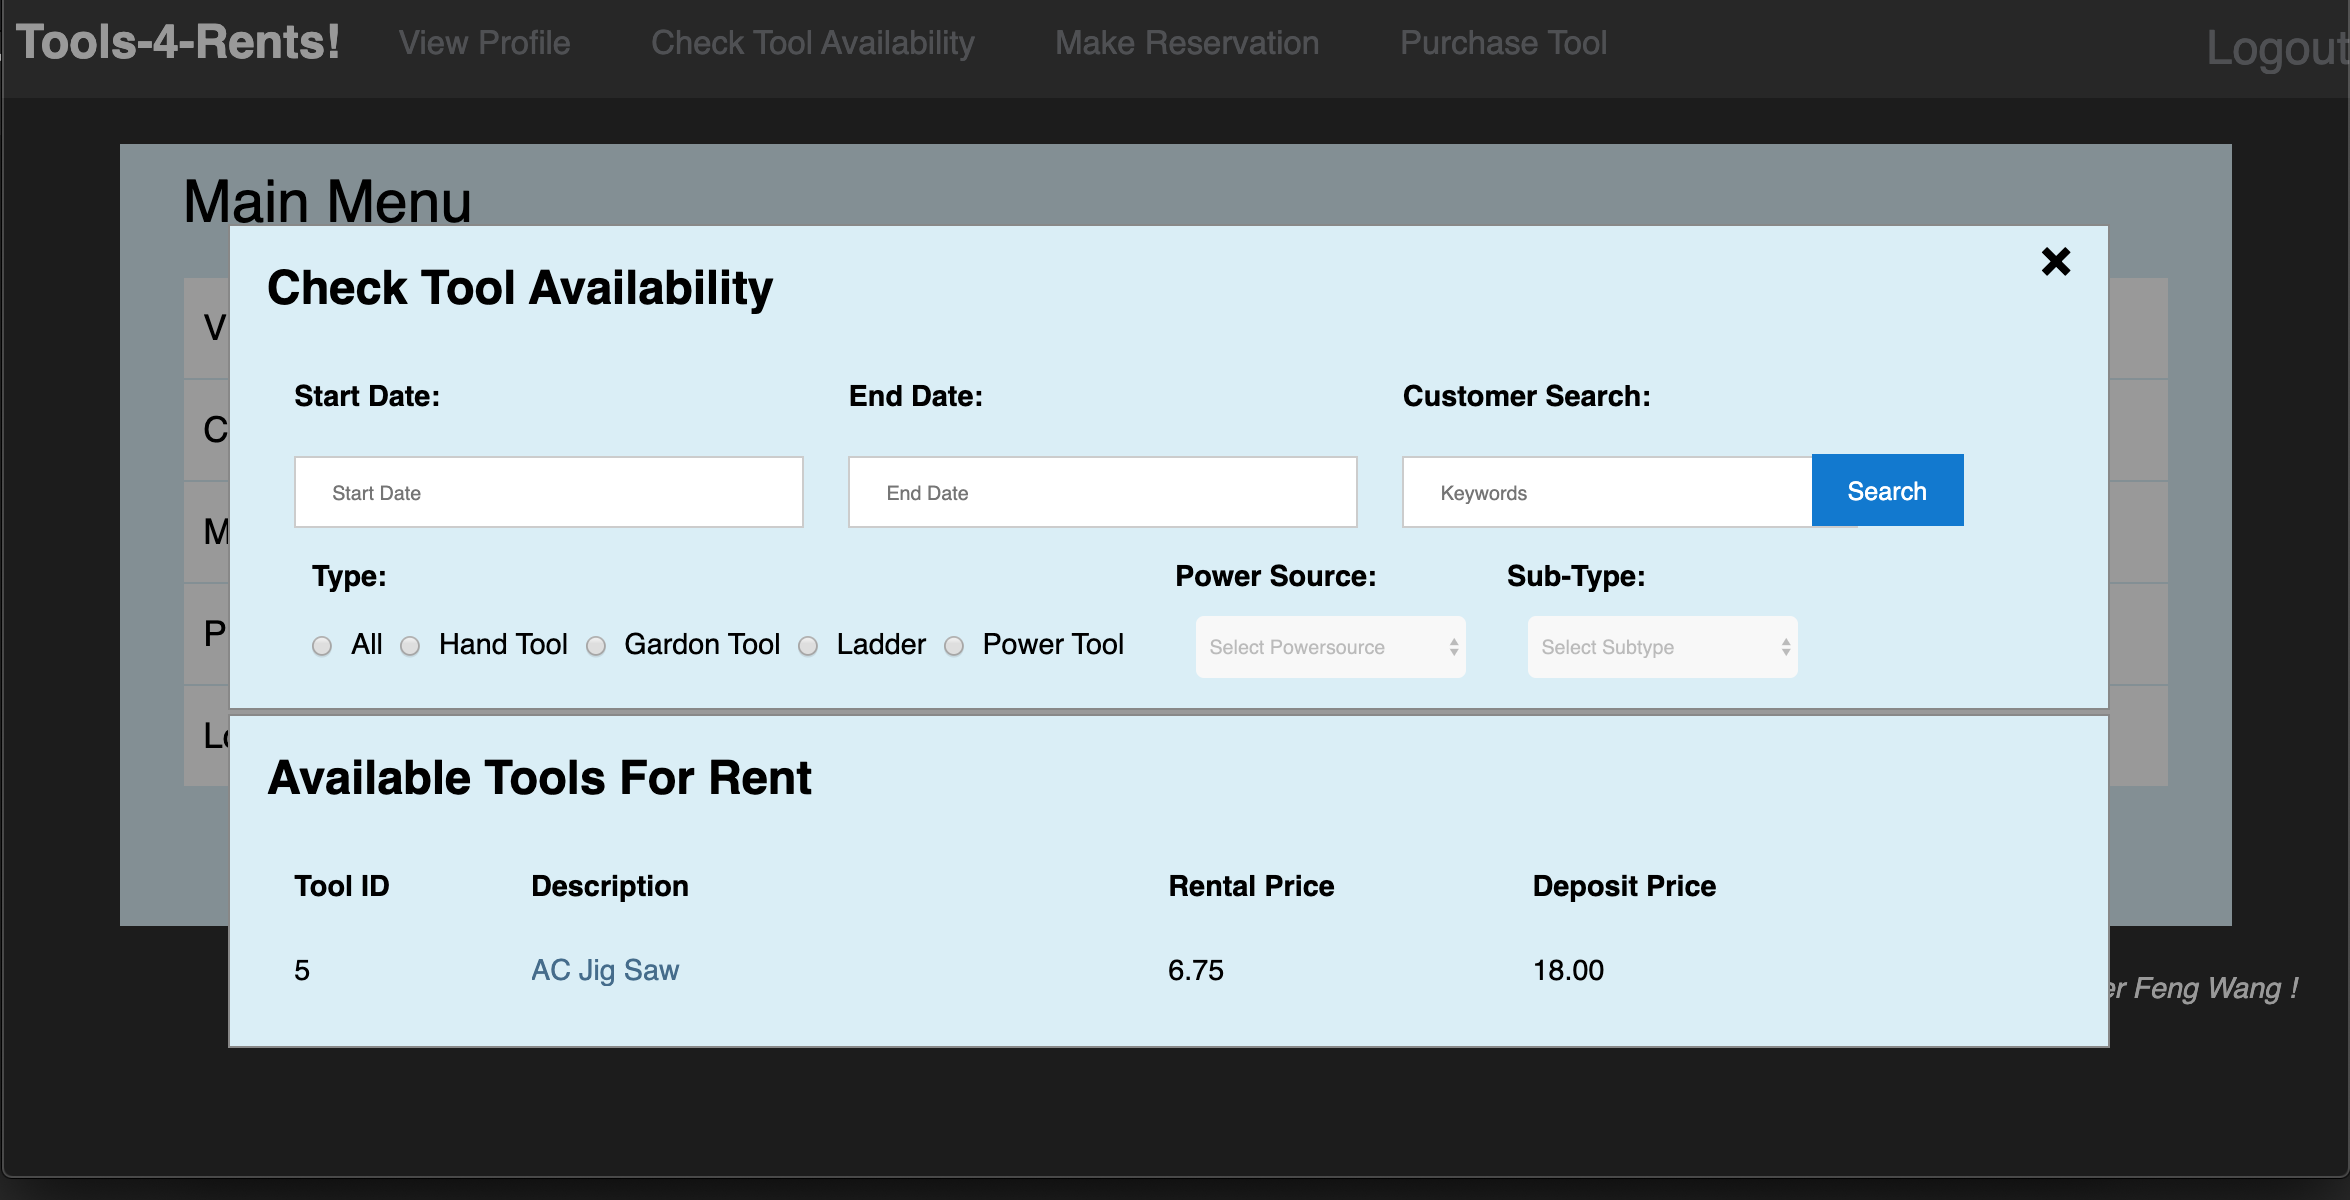 Tools-4-Rents! View Profile Check Tool Availability Make Reservation Purchase Tool Logout
Main Menu
Check Tool Availability
Start Date: End Date: Customer Search:
Start Date End Date Keywords Search
Type: Power Source: Sub-Type:
All Hand Tool Gardon Tool Ladder Power Tool Select Powersource Select Subtype
Available Tools For Rent
Tool ID Description Rental Price Deposit Price
5 AC Jig Saw 6.75 18.00
Feng Wang !